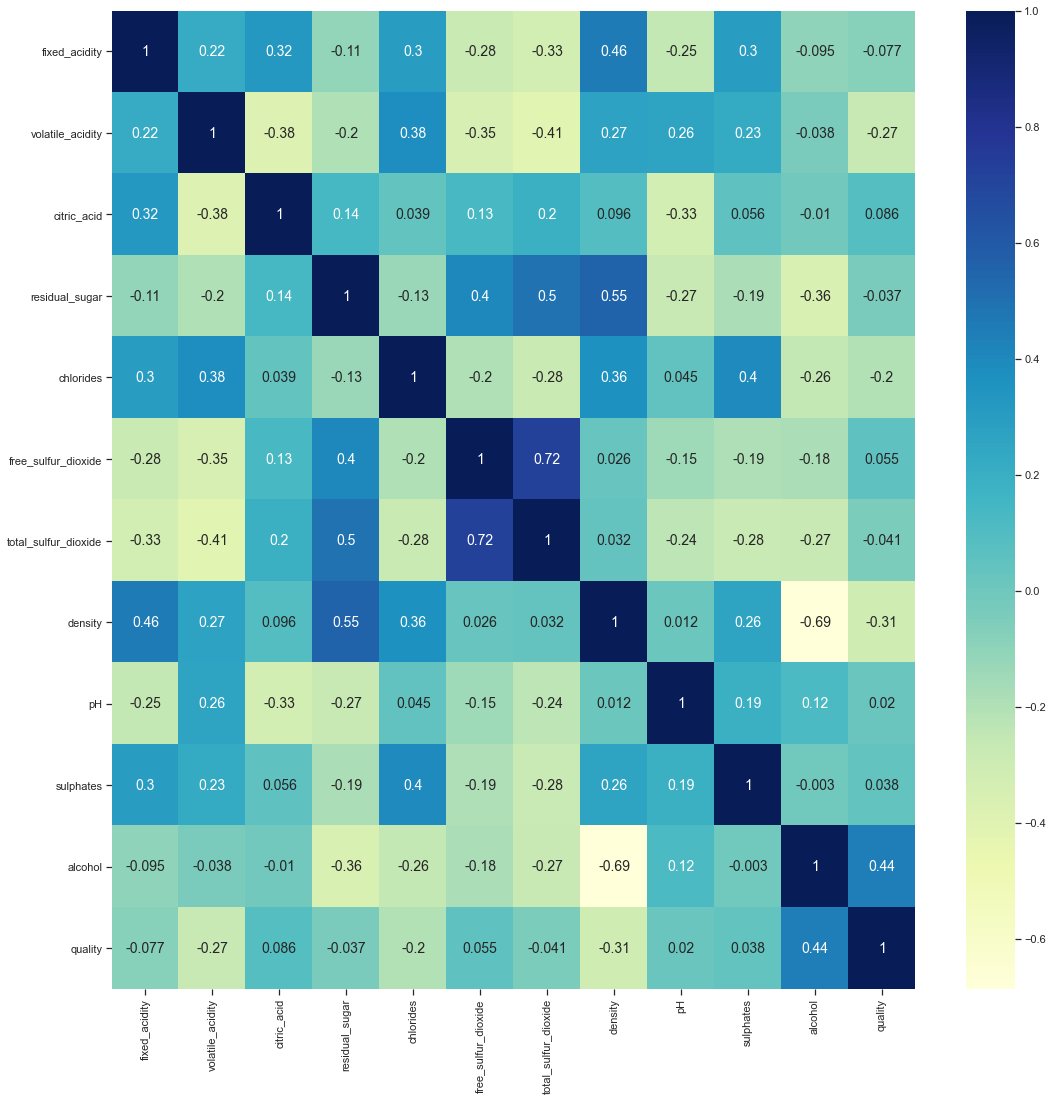 fixed_acidity 1 0.22 0.32 -0.11 0.3 -0.28 -0.33 0.46 -0.25 0.3 -0.095 -0.077
volatile_acidity 0.22 1 -0.38 -0.2 0.38 -0.35 -0.41 0.27 0.26 0.23 -0.038 -0.27
citric_acid 0.32 -0.38 1 0.14 0.039 0.13 0.2 0.096 -0.33 0.056 -0.01 0.086
residual_sugar -0.11 -0.2 0.14 1 -0.13 0.4 0.5 0.55 -0.27 -0.19 -0.36 -0.037
chlorides 0.3 0.38 0.039 -0.13 1 -0.2 -0.28 0.36 0.045 0.4 -0.26 -0.2
free_sulfur_dioxide -0.28 -0.35 0.13 0.4 -0.2 1 0.72 0.026 -0.15 -0.19 -0.18 0.055
total_sulfur_dioxide -0.33 -0.41 0.2 0.5 -0.28 0.72 1 0.032 -0.24 -0.28 -0.27 -0.041
density 0.46 0.27 0.096 0.55 0.36 0.026 0.032 1 0.012 0.26 -0.69 -0.31
pH -0.25 0.26 -0.33 -0.27 0.045 -0.15 -0.24 0.012 1 0.19 0.12 0.02
sulphates 0.3 0.23 0.056 -0.19 0.4 -0.19 -0.28 0.26 0.19 1 -0.003 0.038
alcohol -0.095 -0.038 -0.01 -0.36 -0.26 -0.18 -0.27 -0.69 0.12 -0.003 1 0.44
quality -0.077 -0.27 0.086 -0.037 -0.2 0.055 -0.041 -0.31 0.02 0.038 0.44 1
fixed_acidity
volatile_acidity
citric_acid
residual_sugar
chlorides
free_sulfur_dioxide
total_sulfur_dioxide
density
pH
sulphates
alcohol
quality
1.0
0.8
0.6
0.4
0.2
0.0
−0.2
−0.4
−0.6